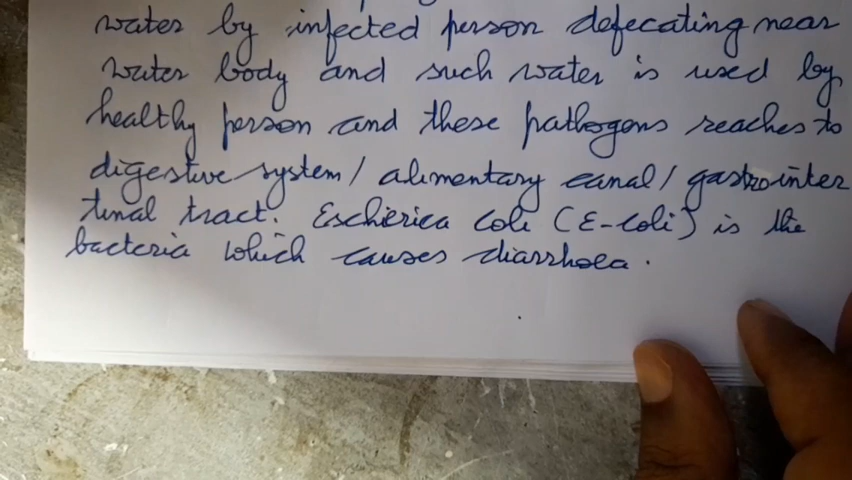 water by infected person defecating near
water body and such water is used by
healthy person and these pathogens reaches to
digestive system / alimentary canal / gastrointer
tinal tract. Eschirica coli (E-coli) is the
bacteria which causes diarrhoea.